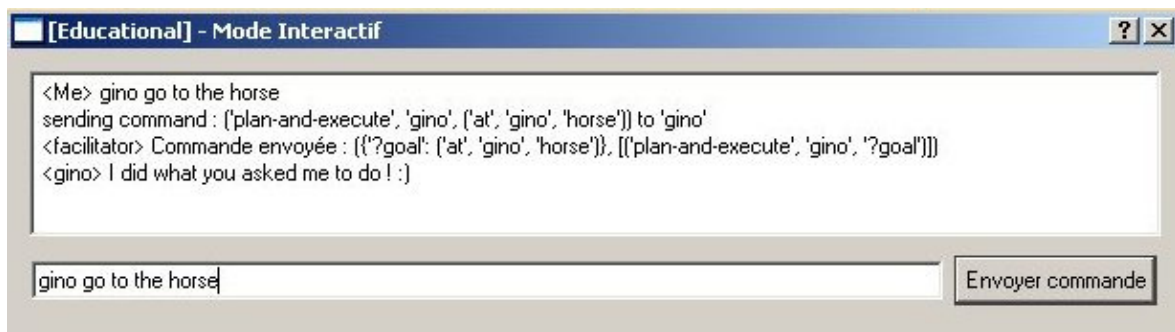 [Educational] - Mode Interactif
<Me> gino go to the horse
sending command : ('plan-and-execute', 'gino', ('at', 'gino', 'horse')) to 'gino'
<facilitator> Commande envoyée : ({'?goal': ('at', 'gino', 'horse')}, [('plan-and-execute', 'gino', '?goal')])
<gino> I did what you asked me to do ! :)
gino go to the horse
Envoyer commande